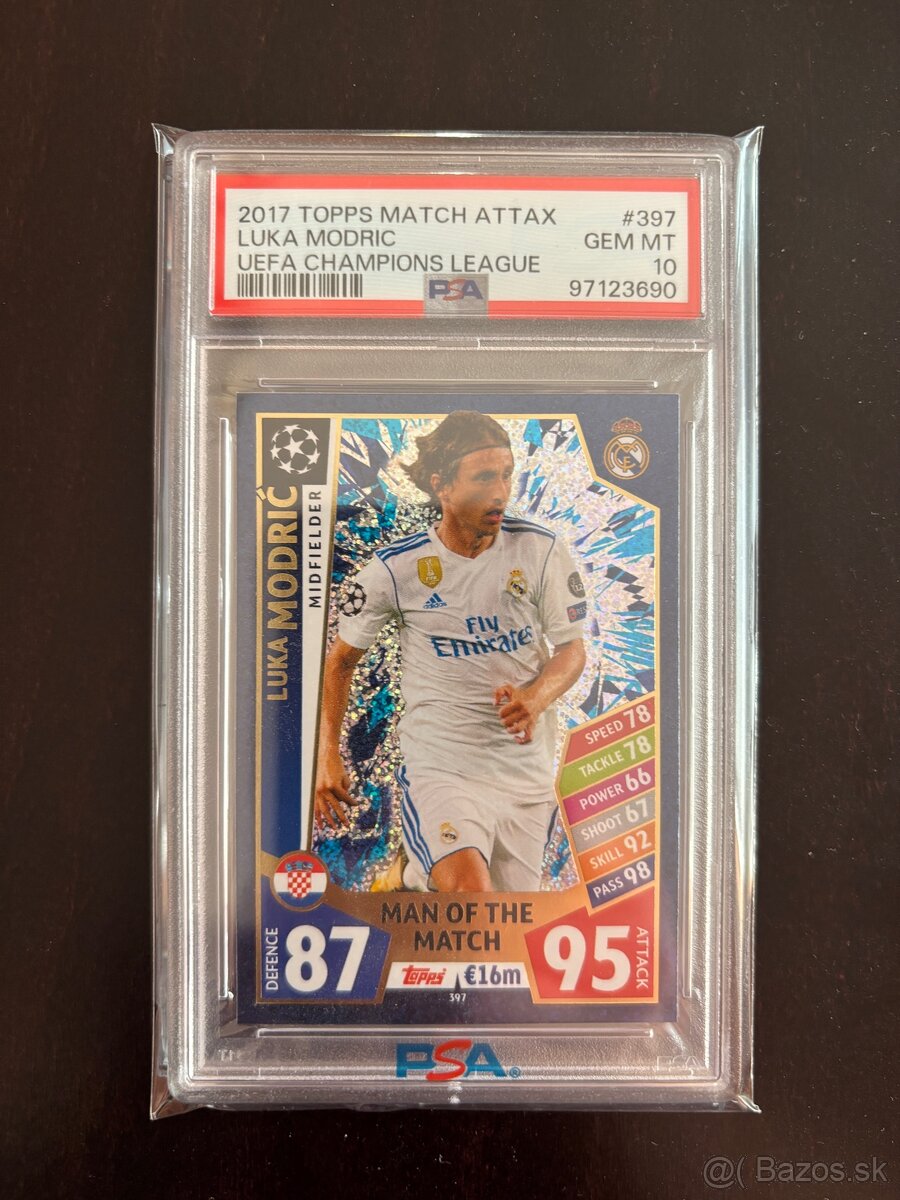 2017 TOPPS MATCH ATTAX #397
LUKA MODRIC GEM MT
UEFA CHAMPIONS LEAGUE 10
PSA 97123690
LUKA MODRIĆ
MIDFIELDER
adidas
Fly
Emirates
SPEED 78
TACKLE 78
POWER 66
SHOOT 67
SKILL 92
PASS 98
MAN OF THE
MATCH
DEFENCE 87
Topps €16m
397
95 ATTACK
PSA
@( Bazos.sk